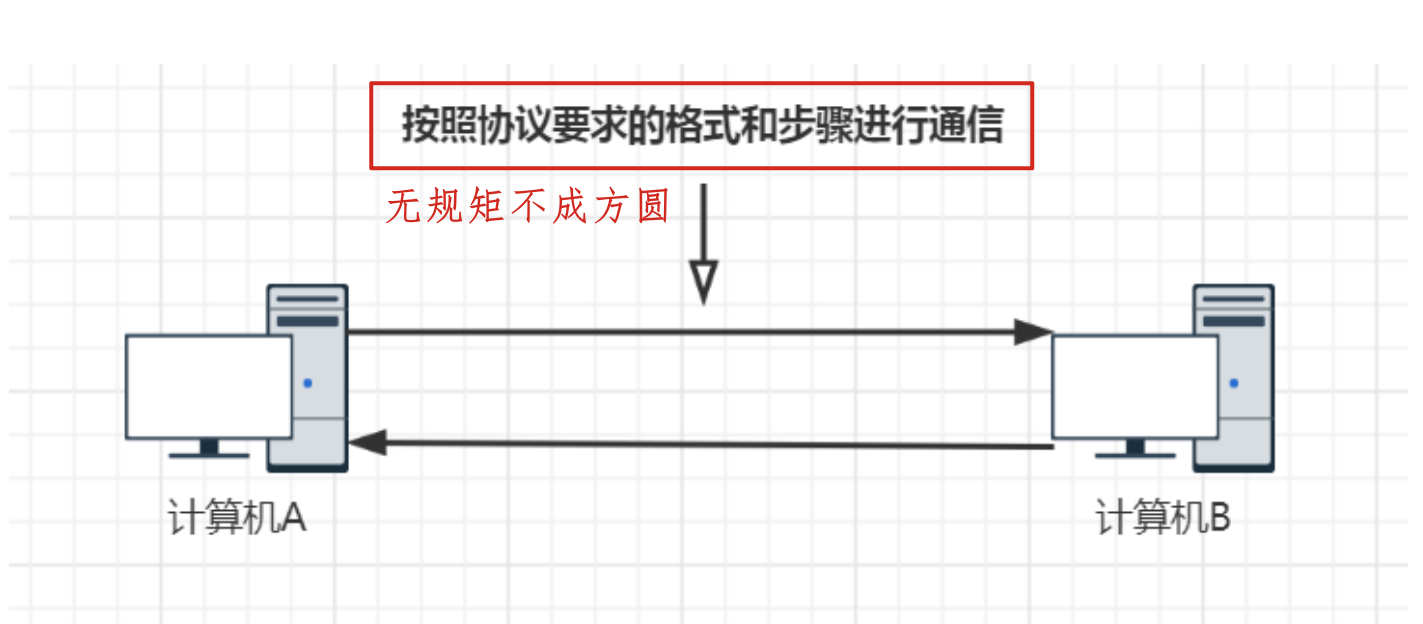 按照协议要求的格式和步骤进行通信
无规矩不成方圆
计算机A
计算机B